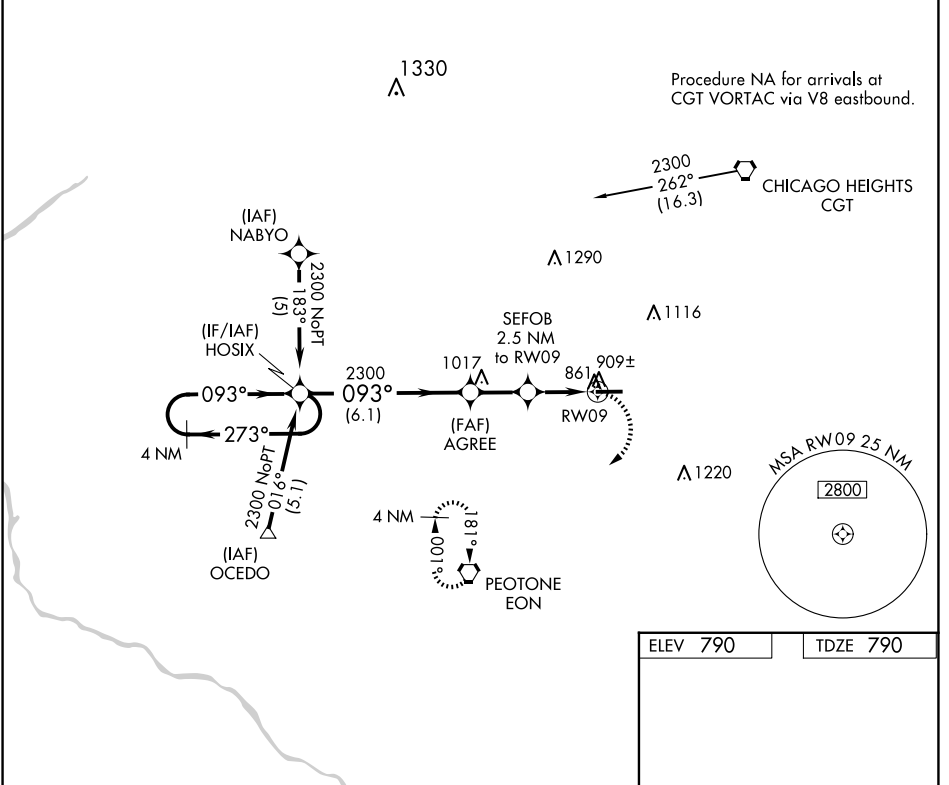 1330
Procedure NA for arrivals at
CGT VORTAC via V8 eastbound.
2300
262°
(16.3)
CHICAGO HEIGHTS
CGT
(IAF)
NABYO
2300 NoPT
183°
(5)
1290
1116
(IF/IAF)
HOSIX
SEFOB
2.5 NM
to RW09
093°
2300
093°
(6.1)
1017
861
909±
RW09
(FAF)
AGREE
273°
4 NM
2300 NoPT
016°
(5.1)
(IAF)
OCEDO
4 NM
181°
001°
PEOTONE
EON
1220
MSA RW09 25 NM
2800
ELEV 790
TDZE 790